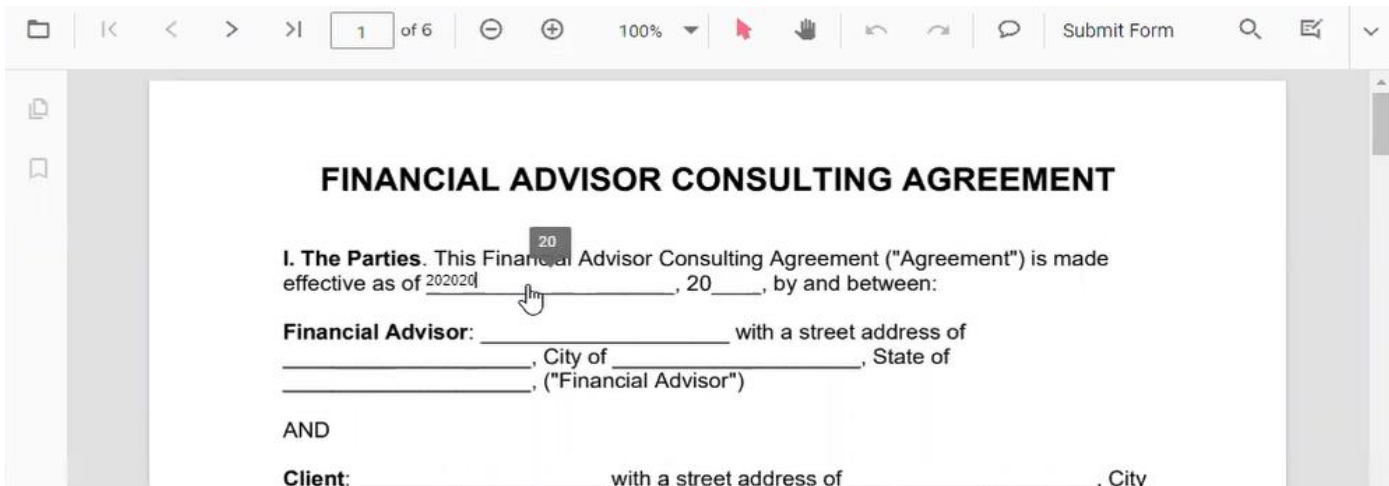 1 of 6 100% Submit Form
FINANCIAL ADVISOR CONSULTING AGREEMENT
20
I. The Parties. This Financial Advisor Consulting Agreement ("Agreement") is made
effective as of 202020____________________, 20____, by and between:
Financial Advisor: ____________________ with a street address of
____________________, City of ____________________, State of
____________________, ("Financial Advisor")
AND
Client: ____________________ with a street address of ____________________, City